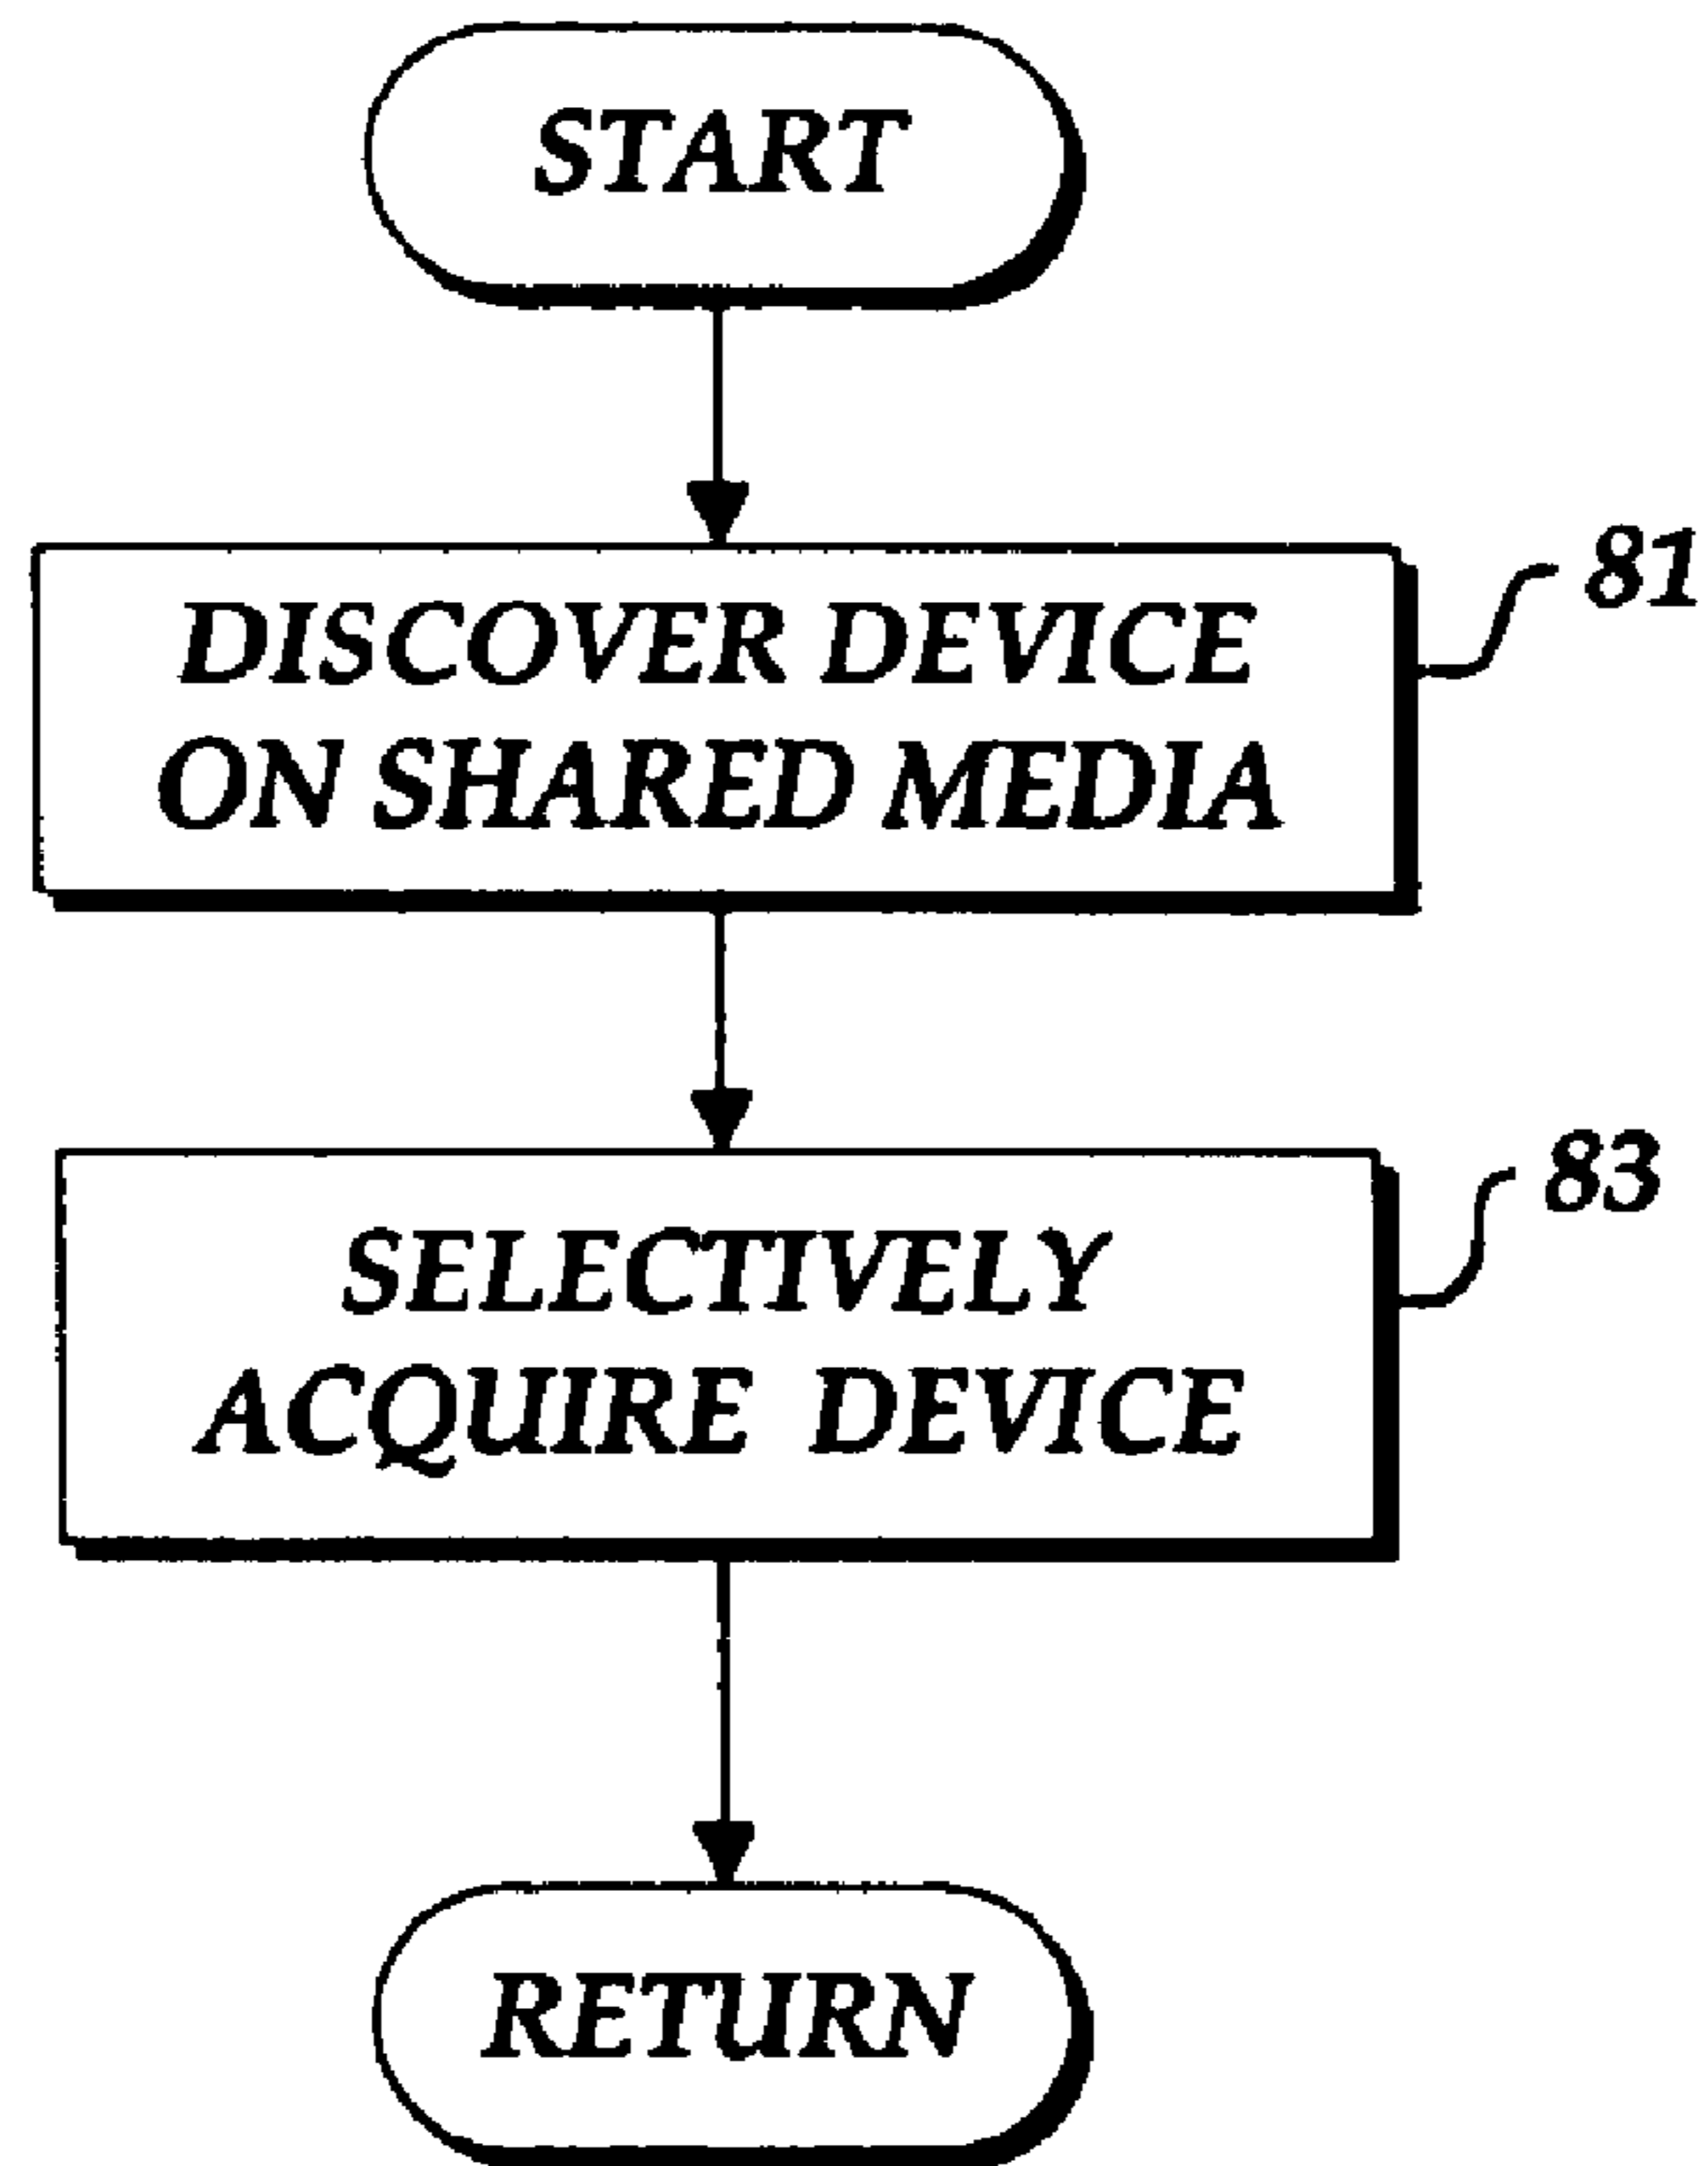 START
81
DISCOVER DEVICE
ON SHARED MEDIA
83
SELECTIVELY
ACQUIRE DEVICE
RETURN